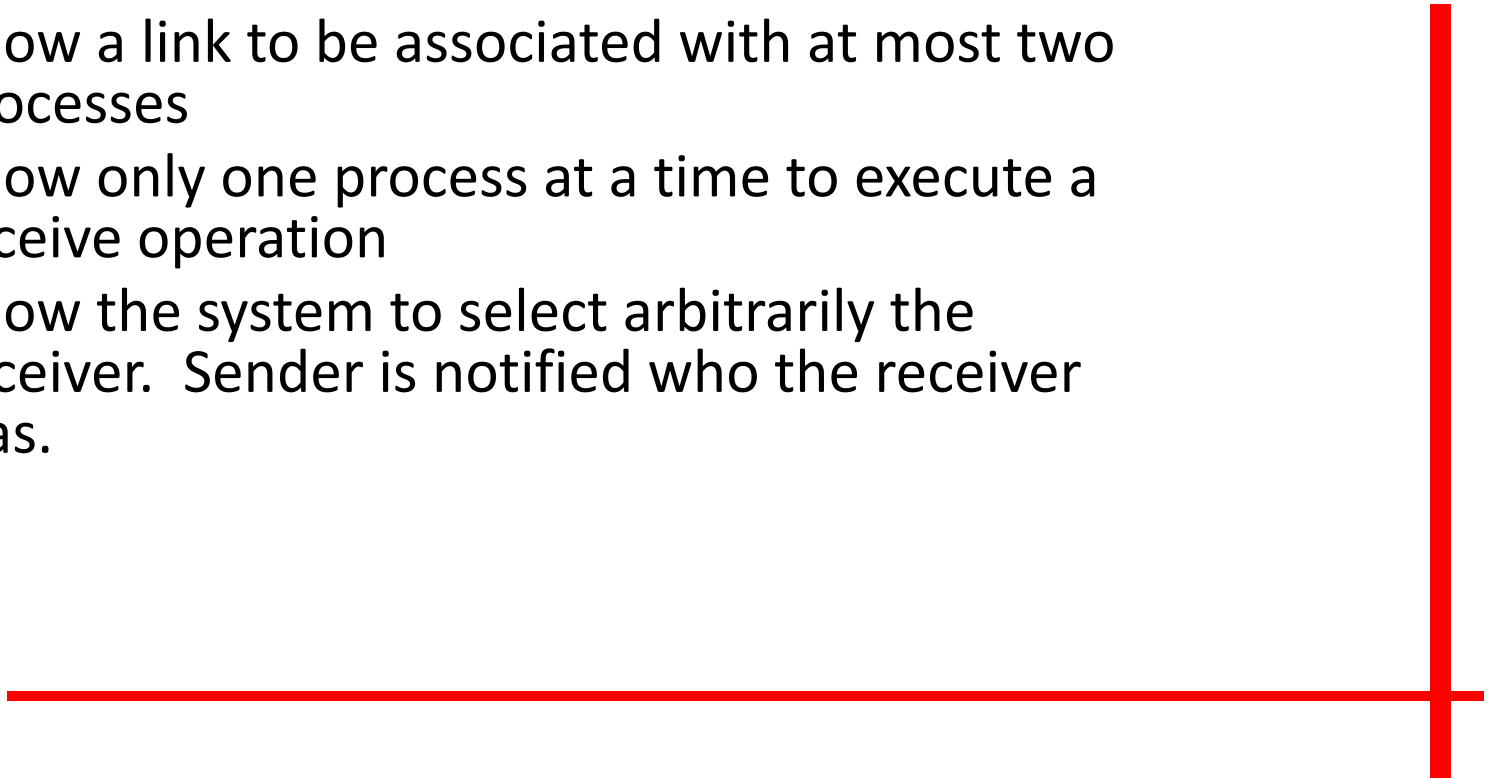 ow a link to be associated with at most two
ocesses
ow only one process at a time to execute a
ceive operation
ow the system to select arbitrarily the
ceiver.  Sender is notified who the receiver
as.